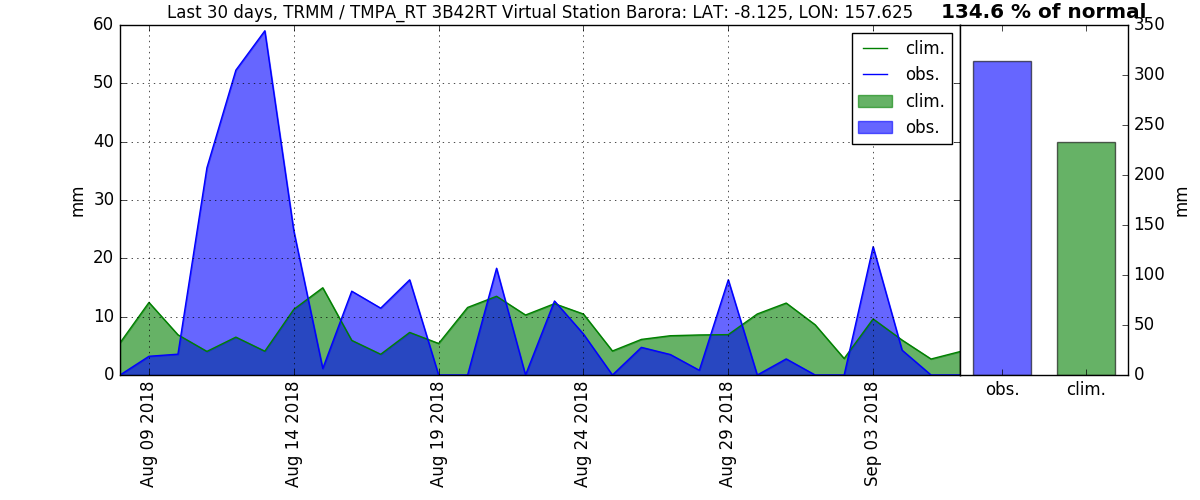 Last 30 days, TRMM / TMPA_RT 3B42RT Virtual Station Barora: LAT: -8.125, LON: 157.625
134.6 % of normal
60
50
40
30
20
10
0
mm
clim.
obs.
clim.
obs.
350
300
250
200
150
100
50
0
mm
Aug 09 2018
Aug 14 2018
Aug 19 2018
Aug 24 2018
Aug 29 2018
Sep 03 2018
obs.
clim.